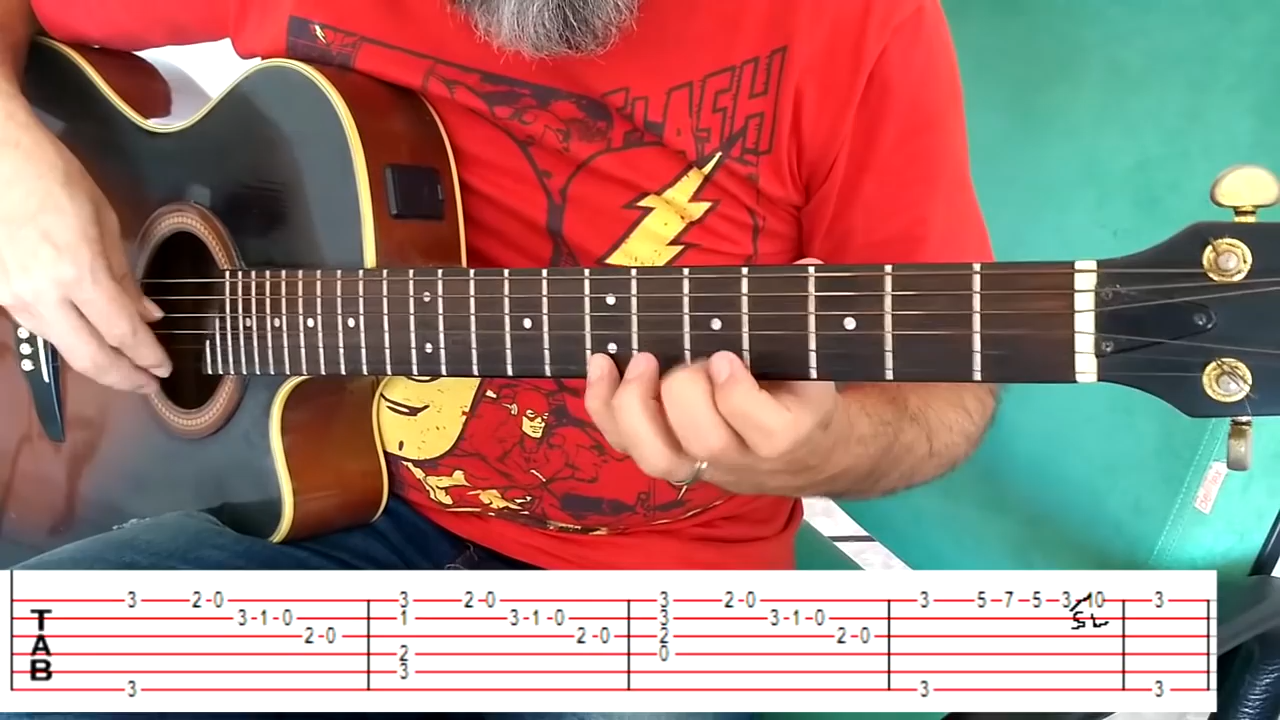 FLASH
3 2-0 3 2-0 3 2-0 3 5-7-5-3 10 3
T 3-1-0 1 3-1-0 3 3-1-0 SL
A 2-0 2-0 2 2-0
B 2 0
3
3 3 3